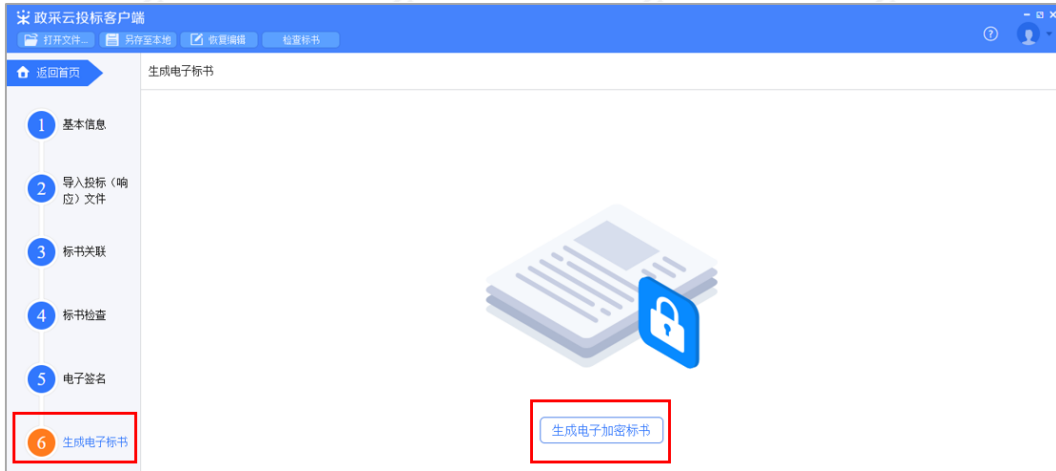 政采云投标客户端
打开文件... 另存至本地 恢复编辑 检查标书
返回首页
生成电子标书
1 基本信息
2 导入投标（响
应）文件
3 标书关联
4 标书检查
5 电子签名
6 生成电子标书
生成电子加密标书